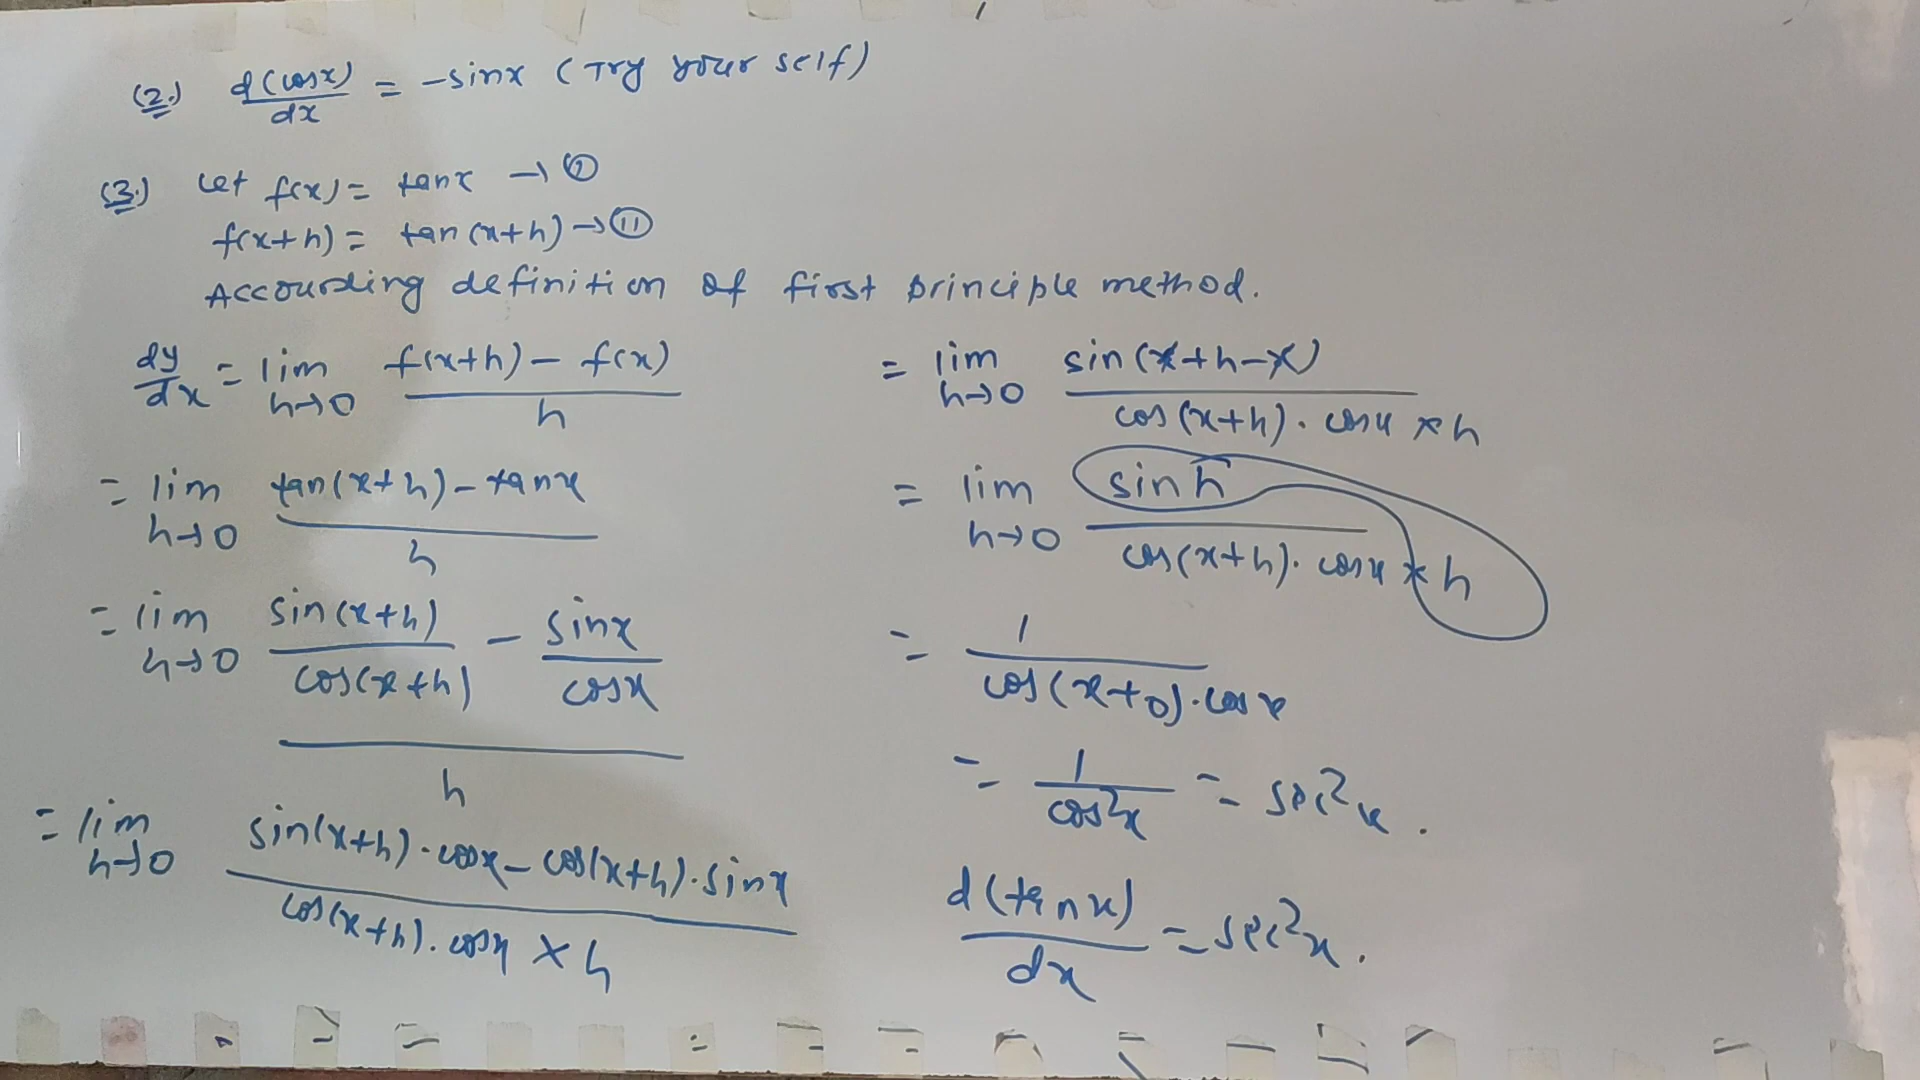 (2.) d(cosx)/dx = -sinx (Try your self)
(3.) Let f(x) = tanx → (I)
f(x+h) = tan(x+h) → (II)
According definition of first principle method.
dy/dx = lim h→0 f(x+h) - f(x) / h
= lim h→0 tan(x+h) - tanx / h
= lim h→0 sin(x+h)/cos(x+h) - sinx/cosx / h
= lim h→0 sin(x+h)·cosx - cos(x+h)·sinx / cos(x+h)·cosx × h
= lim h→0 sin(x+h-x) / cos(x+h)·cosx × h
= lim h→0 sinh / cos(x+h)·cosx × h
= 1 / cos(x+0)·cosx
= 1/cos²x = sec²x.
d(tanx)/dx = sec²x.